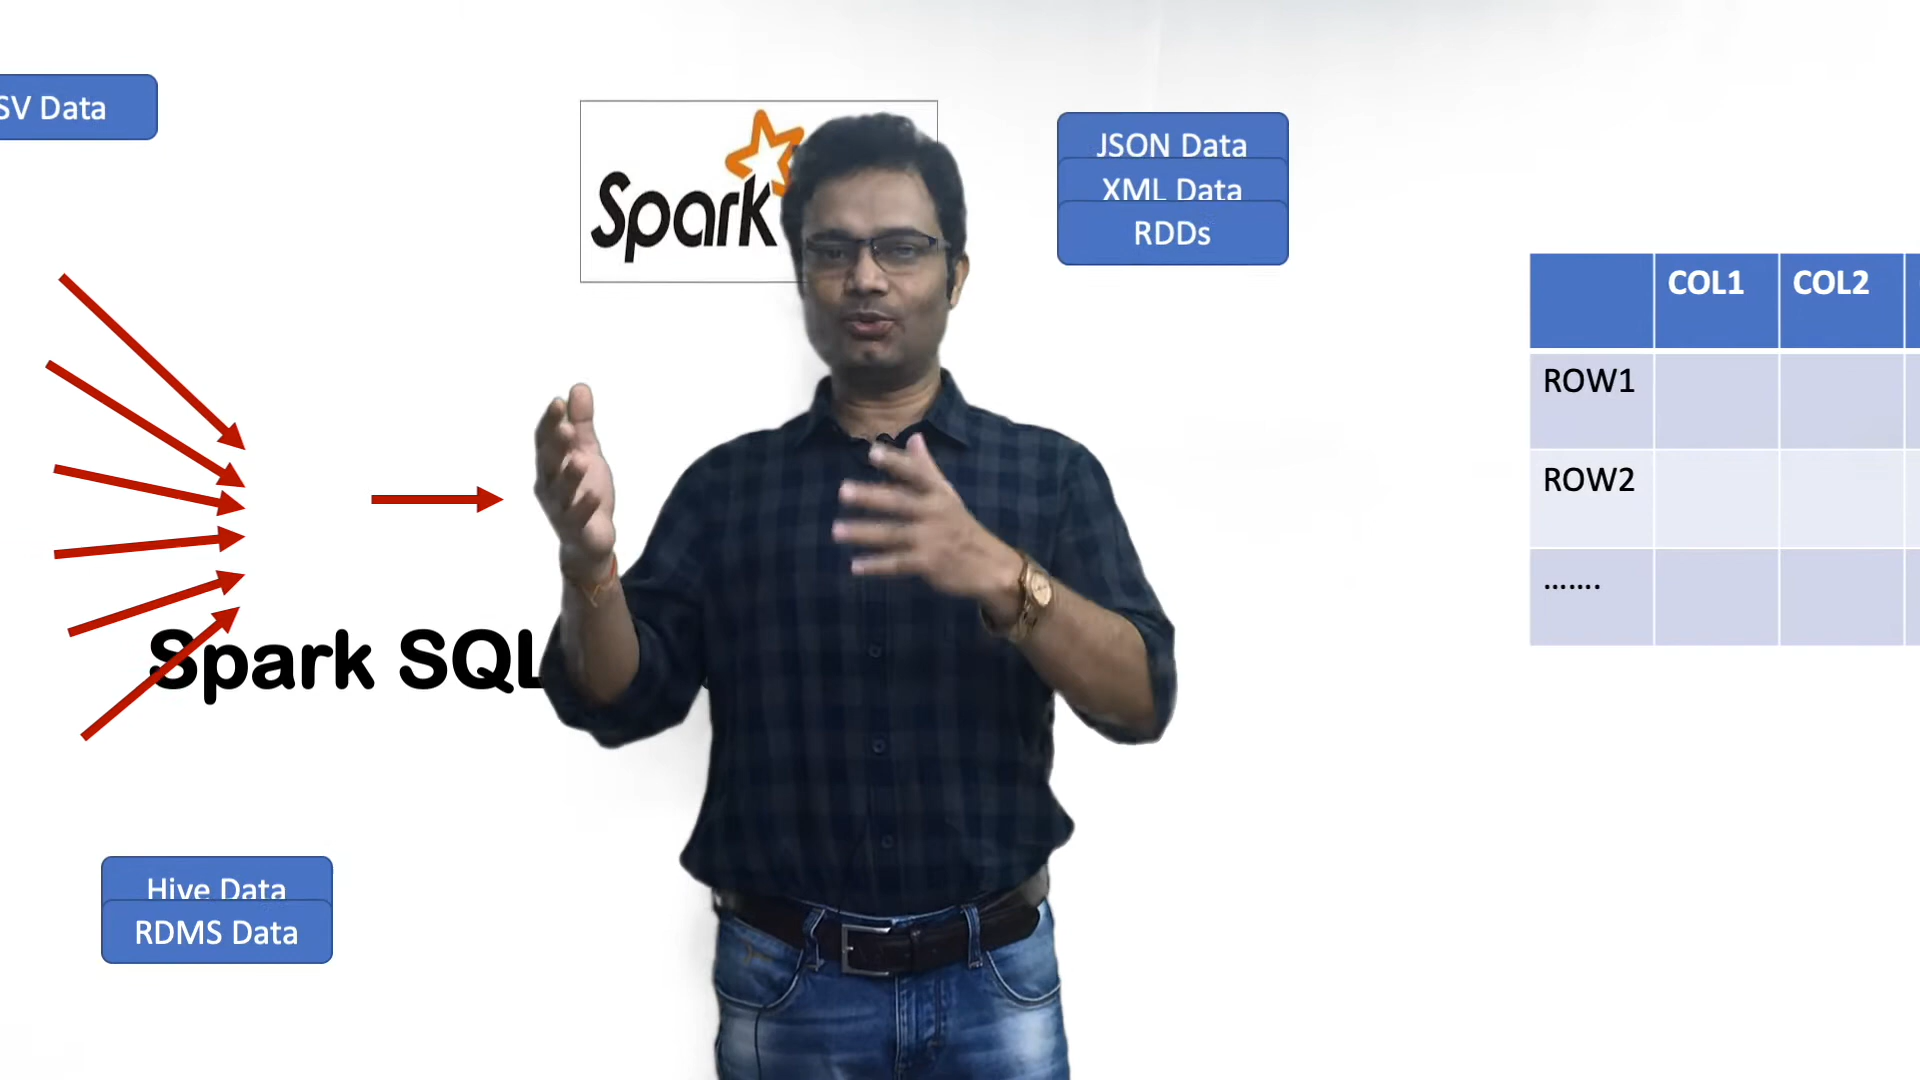 SV Data
Spark
JSON Data
XML Data
RDDs
COL1 COL2
ROW1
ROW2
.......
Spark SQL
Hive Data
RDMS Data